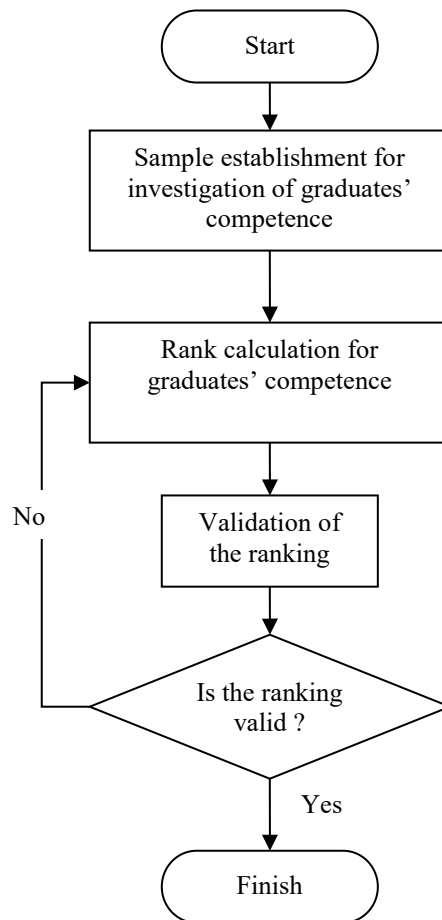 Start
Sample establishment for
investigation of graduates’
competence
Rank calculation for
graduates’ competence
No
Validation of
the ranking
Is the ranking
valid ?
Yes
Finish